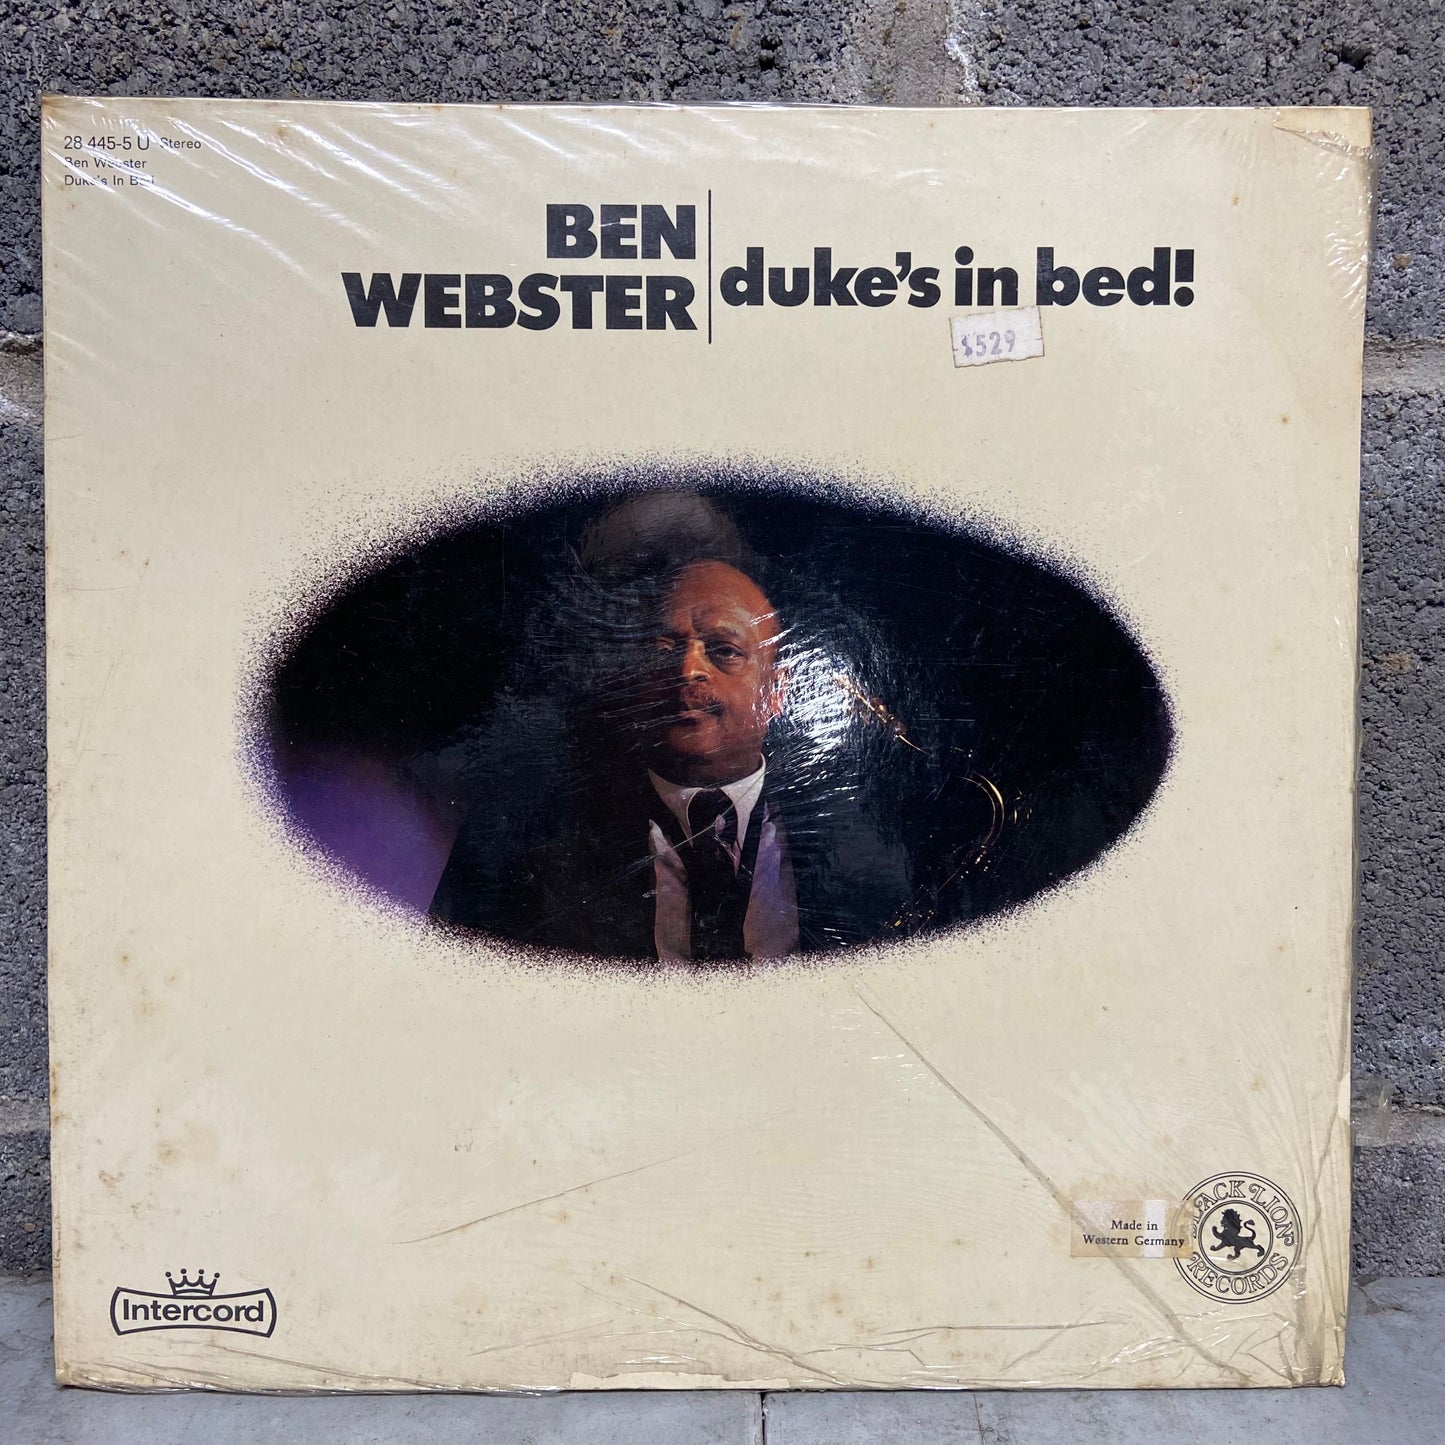 28 445-5 U Stereo
Ben Webster
Duke's In Bed
BEN
WEBSTER
duke's in bed!
$529
Made in
Western Germany
BLACK LION
RECORDS
Intercord